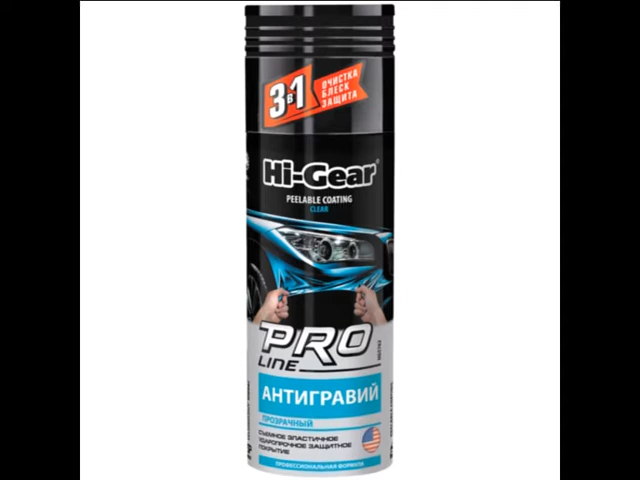 3в1
ОЧИСТКА
БЛЕСК
ЗАЩИТА
Hi-Gear®
PEELABLE COATING
CLEAR
PRO
LINE
АНТИГРАВИЙ
ПРОЗРАЧНЫЙ
СЪЕМНОЕ ЭЛАСТИЧНОЕ
УДАРОПРОЧНОЕ ЗАЩИТНОЕ
ПОКРЫТИЕ
ПРОФЕССИОНАЛЬНАЯ ФОРМУЛА